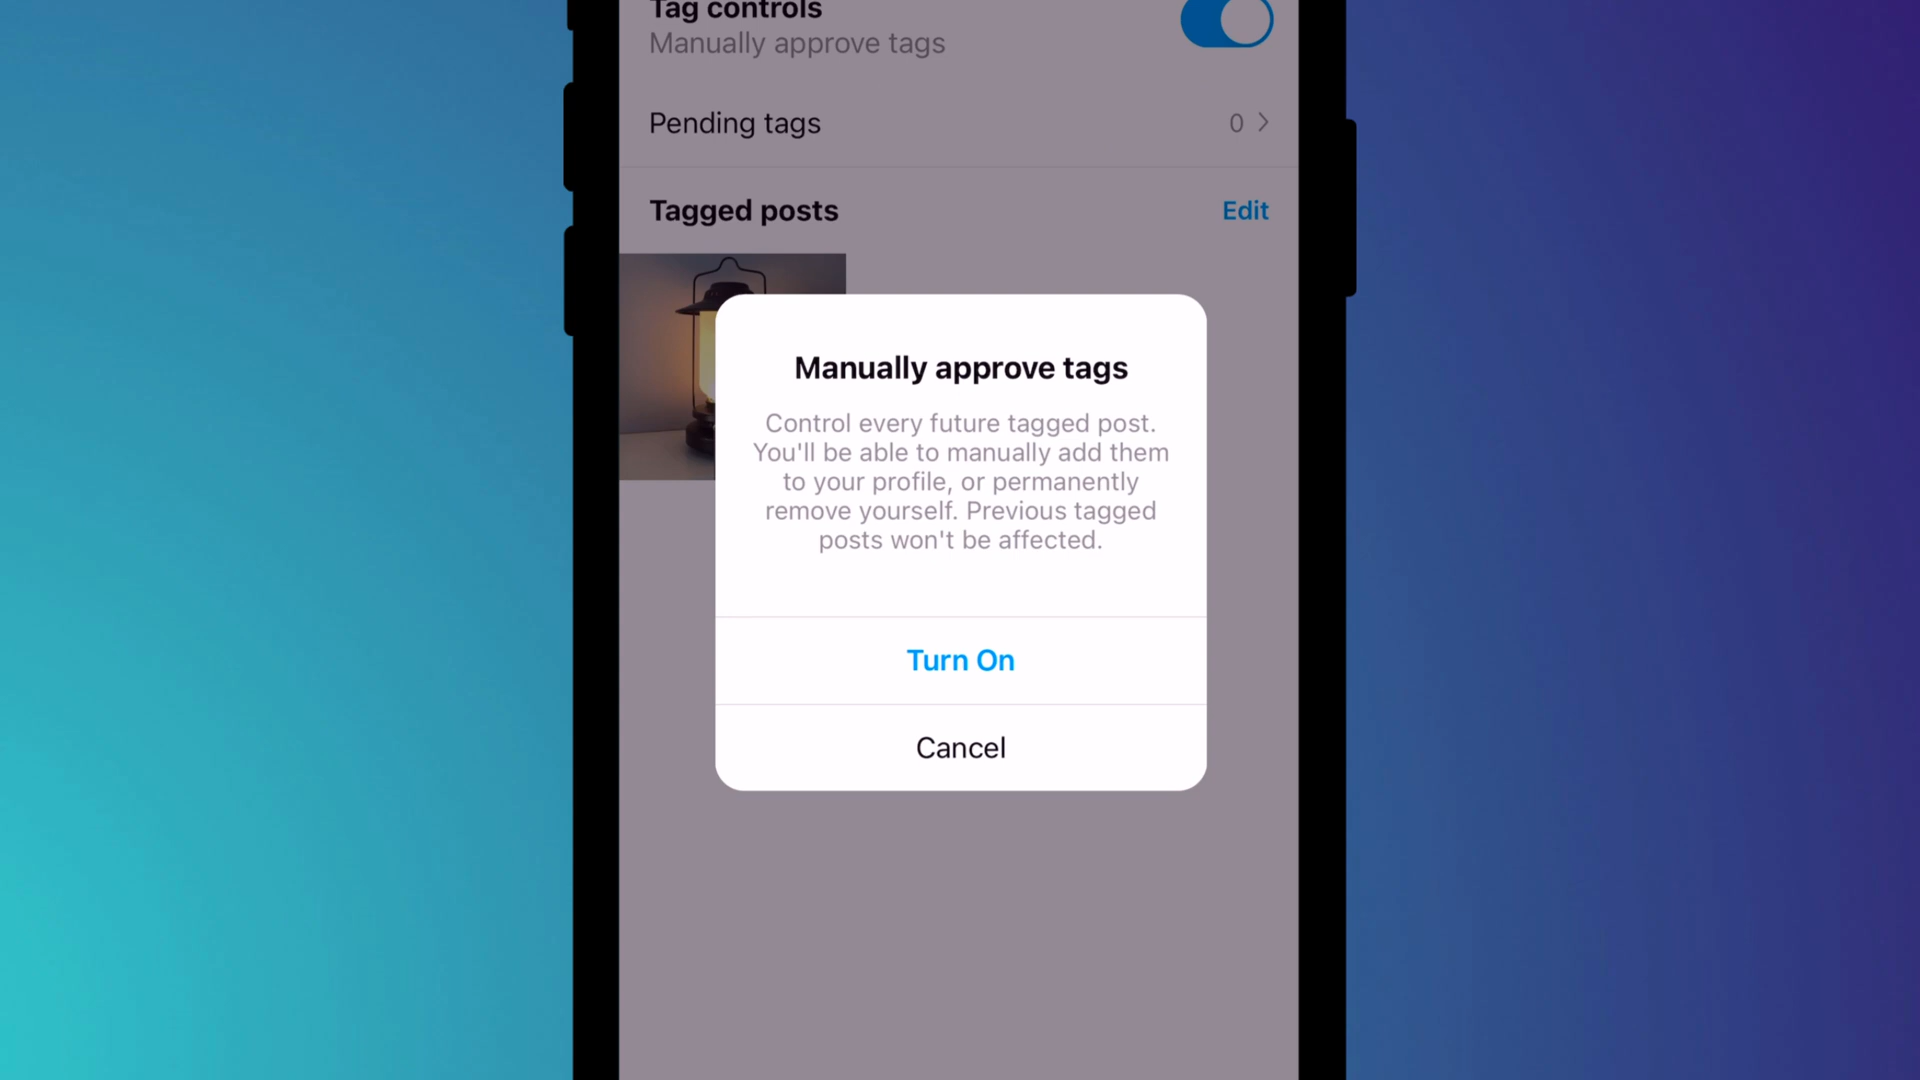 Tag controls
Manually approve tags
Pending tags 0
Tagged posts Edit
Manually approve tags
Control every future tagged post.
You'll be able to manually add them
to your profile, or permanently
remove yourself. Previous tagged
posts won't be affected.
Turn On
Cancel